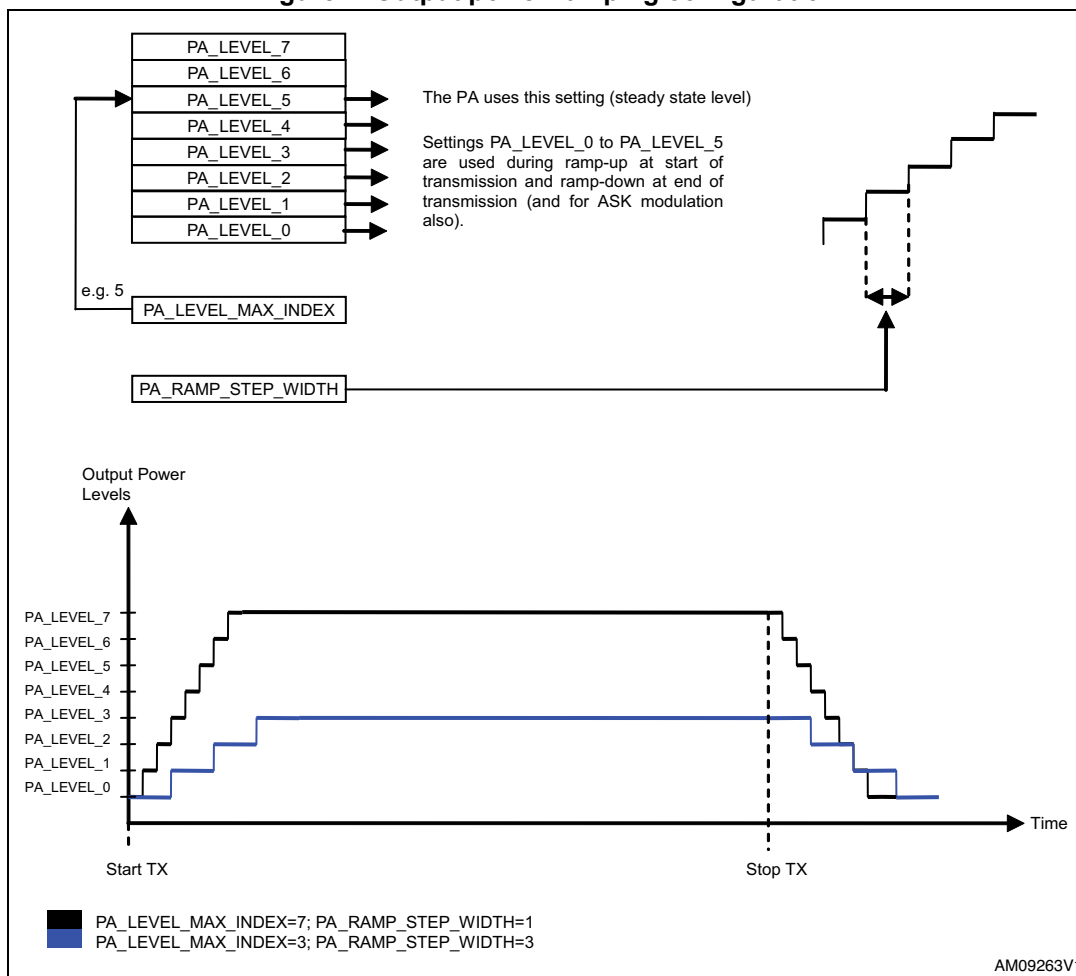 PA_LEVEL_7
PA_LEVEL_6
PA_LEVEL_5
PA_LEVEL_4
PA_LEVEL_3
PA_LEVEL_2
PA_LEVEL_1
PA_LEVEL_0
The PA uses this setting (steady state level)
Settings PA_LEVEL_0 to PA_LEVEL_5
are used during ramp-up at start of
transmission and ramp-down at end of
transmission (and for ASK modulation
also).
e.g. 5
PA_LEVEL_MAX_INDEX
PA_RAMP_STEP_WIDTH
Output Power
Levels
PA_LEVEL_7
PA_LEVEL_6
PA_LEVEL_5
PA_LEVEL_4
PA_LEVEL_3
PA_LEVEL_2
PA_LEVEL_1
PA_LEVEL_0
Time
Start TX
Stop TX
PA_LEVEL_MAX_INDEX=7; PA_RAMP_STEP_WIDTH=1
PA_LEVEL_MAX_INDEX=3; PA_RAMP_STEP_WIDTH=3